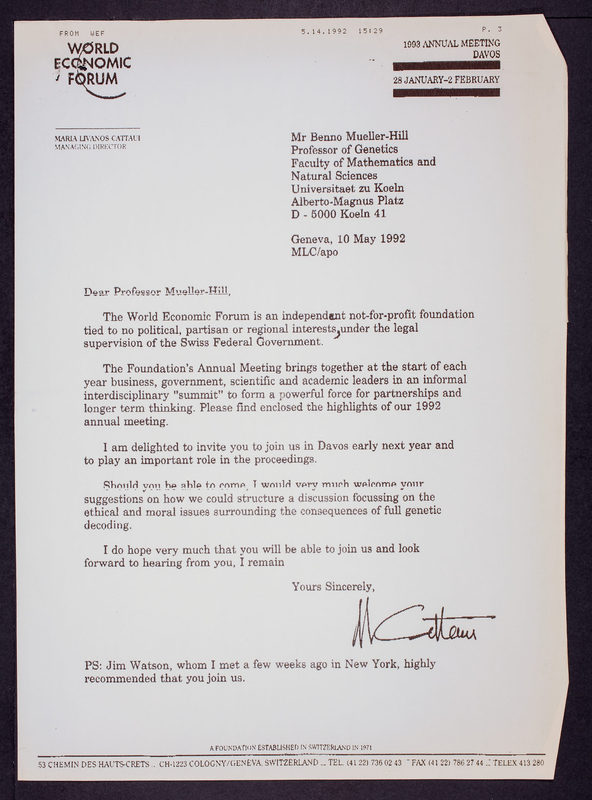 FROM WEF 5.14.1992 15:29 P. 3
WORLD
ECONOMIC
FORUM
1993 ANNUAL MEETING
DAVOS
28 JANUARY–2 FEBRUARY
MARIA LIVANOS CATTAUI
MANAGING DIRECTOR
Mr Benno Mueller-Hill
Professor of Genetics
Faculty of Mathematics and
Natural Sciences
Universitaet zu Koeln
Alberto-Magnus Platz
D - 5000 Koeln 41
Geneva, 10 May 1992
MLC/apo
Dear Professor Mueller-Hill,
The World Economic Forum is an independent not-for-profit foundation
tied to no political, partisan or regional interests, under the legal
supervision of the Swiss Federal Government.
The Foundation's Annual Meeting brings together at the start of each
year business, government, scientific and academic leaders in an informal
interdisciplinary "summit" to form a powerful force for partnerships and
longer term thinking. Please find enclosed the highlights of our 1992
annual meeting.
I am delighted to invite you to join us in Davos early next year and
to play an important role in the proceedings.
Should you be able to come, I would very much welcome your
suggestions on how we could structure a discussion focussing on the
ethical and moral issues surrounding the consequences of full genetic
decoding.
I do hope very much that you will be able to join us and look
forward to hearing from you, I remain
Yours Sincerely,
M Cattaui
PS: Jim Watson, whom I met a few weeks ago in New York, highly
recommended that you join us.
A FOUNDATION ESTABLISHED IN SWITZERLAND IN 1971
53 CHEMIN DES HAUTS-CRETS .. CH-1223 COLOGNY/GENEVA, SWITZERLAND ... TEL. (41 22) 736 02 43 " FAX (41 22) 786 27 44 .: TELEX 413 280